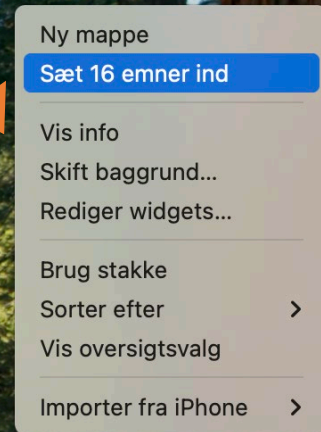 Ny mappe
Sæt 16 emner ind
Vis info
Skift baggrund...
Rediger widgets...
Brug stakke
Sorter efter
Vis oversigtsvalg
Importer fra iPhone